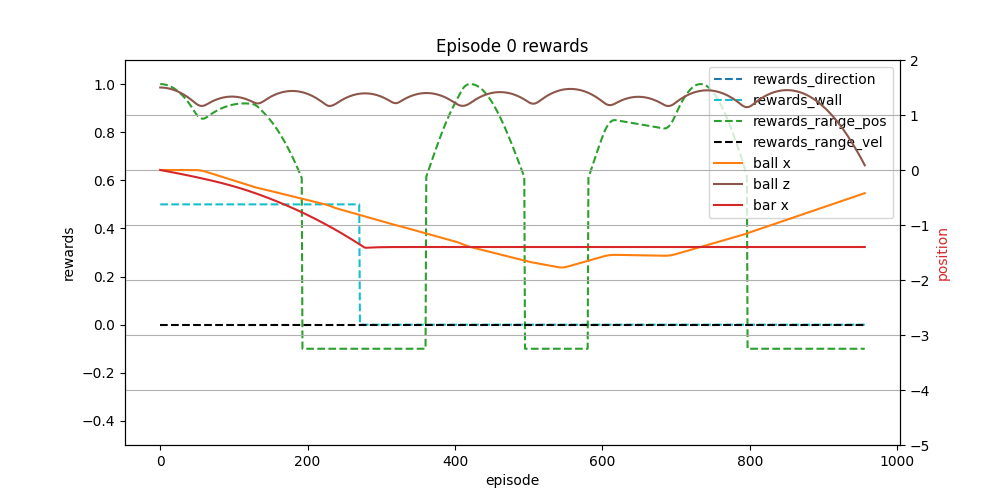 Episode 0 rewards
1.0
0.8
0.6
0.4
0.2
0.0
−0.2
−0.4
rewards
0
200
400
600
800
1000
episode
2
1
0
−1
−2
−3
−4
−5
position
rewards_direction
rewards_wall
rewards_range_pos
rewards_range_vel
ball x
ball z
bar x